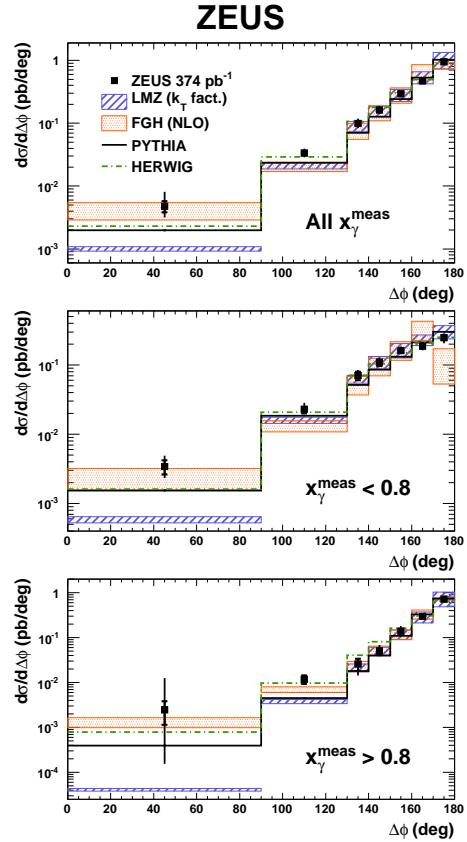 ZEUS
dσ/dΔϕ (pb/deg)
1
10⁻¹
10⁻²
10⁻³
ZEUS 374 pb⁻¹
LMZ (k_T fact.)
FGH (NLO)
PYTHIA
HERWIG
All x_γ^meas
0 20 40 60 80 100 120 140 160 180
Δϕ (deg)
dσ/dΔϕ (pb/deg)
10⁻¹
10⁻²
10⁻³
x_γ^meas < 0.8
0 20 40 60 80 100 120 140 160 180
Δϕ (deg)
dσ/dΔϕ (pb/deg)
1
10⁻¹
10⁻²
10⁻³
10⁻⁴
x_γ^meas > 0.8
0 20 40 60 80 100 120 140 160 180
Δϕ (deg)